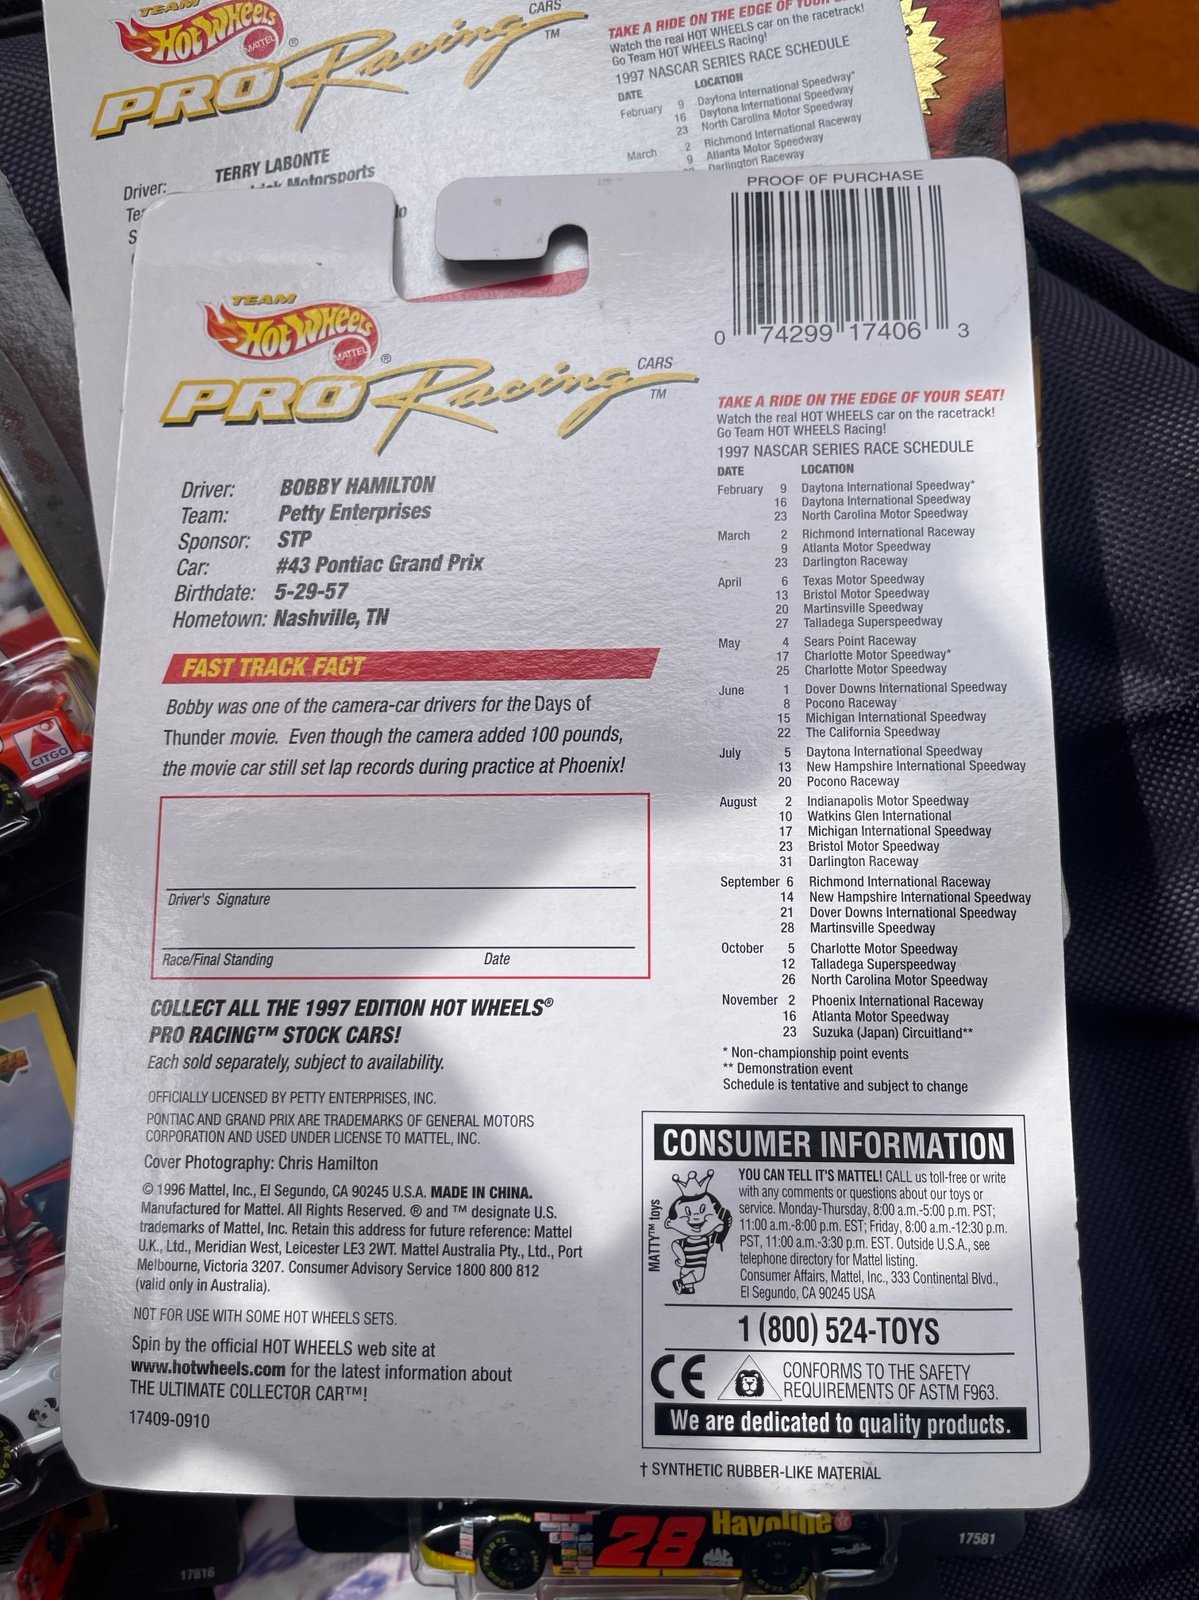 TEAM
HOT WHEELS
MATTEL
®
PRO Racing
CARS
TM
Driver: TERRY LABONTE
Motorsports
TAKE A RIDE ON THE EDGE OF YOUR
Watch the real HOT WHEELS car on the racetrack!
Go Team HOT WHEELS Racing!
1997 NASCAR SERIES RACE SCHEDULE
DATE LOCATION
February 9 Daytona International Speedway*
16 Daytona International Speedway
23 North Carolina Motor Speedway
March 2 Richmond International Raceway
9 Atlanta Motor Speedway
Darlington Raceway
PROOF OF PURCHASE
0 74299 17406 3
TEAM
HOT WHEELS
MATTEL
®
PRO Racing
CARS
TM
Driver: BOBBY HAMILTON
Team: Petty Enterprises
Sponsor: STP
Car: #43 Pontiac Grand Prix
Birthdate: 5-29-57
Hometown: Nashville, TN
FAST TRACK FACT
Bobby was one of the camera-car drivers for the Days of
Thunder movie. Even though the camera added 100 pounds,
the movie car still set lap records during practice at Phoenix!
Driver's Signature
Race/Final Standing Date
COLLECT ALL THE 1997 EDITION HOT WHEELS®
PRO RACING™ STOCK CARS!
Each sold separately, subject to availability.
OFFICIALLY LICENSED BY PETTY ENTERPRISES, INC.
PONTIAC AND GRAND PRIX ARE TRADEMARKS OF GENERAL MOTORS
CORPORATION AND USED UNDER LICENSE TO MATTEL, INC.
Cover Photography: Chris Hamilton
© 1996 Mattel, Inc., El Segundo, CA 90245 U.S.A. MADE IN CHINA.
Manufactured for Mattel. All Rights Reserved. ® and ™ designate U.S.
trademarks of Mattel, Inc. Retain this address for future reference: Mattel
U.K., Ltd., Meridian West, Leicester LE3 2WT. Mattel Australia Pty., Ltd., Port
Melbourne, Victoria 3207. Consumer Advisory Service 1800 800 812
(valid only in Australia).
NOT FOR USE WITH SOME HOT WHEELS SETS.
Spin by the official HOT WHEELS web site at
www.hotwheels.com for the latest information about
THE ULTIMATE COLLECTOR CAR™!
17409-0910
TAKE A RIDE ON THE EDGE OF YOUR SEAT!
Watch the real HOT WHEELS car on the racetrack!
Go Team HOT WHEELS Racing!
1997 NASCAR SERIES RACE SCHEDULE
DATE LOCATION
February 9 Daytona International Speedway*
16 Daytona International Speedway
23 North Carolina Motor Speedway
March 2 Richmond International Raceway
9 Atlanta Motor Speedway
23 Darlington Raceway
April 6 Texas Motor Speedway
13 Bristol Motor Speedway
20 Martinsville Speedway
27 Talladega Superspeedway
May 4 Sears Point Raceway
17 Charlotte Motor Speedway*
25 Charlotte Motor Speedway
June 1 Dover Downs International Speedway
8 Pocono Raceway
15 Michigan International Speedway
22 The California Speedway
July 5 Daytona International Speedway
13 New Hampshire International Speedway
20 Pocono Raceway
August 2 Indianapolis Motor Speedway
10 Watkins Glen International
17 Michigan International Speedway
23 Bristol Motor Speedway
31 Darlington Raceway
September 6 Richmond International Raceway
14 New Hampshire International Speedway
21 Dover Downs International Speedway
28 Martinsville Speedway
October 5 Charlotte Motor Speedway
12 Talladega Superspeedway
26 North Carolina Motor Speedway
November 2 Phoenix International Raceway
16 Atlanta Motor Speedway
23 Suzuka (Japan) Circuitland**
* Non-championship point events
** Demonstration event
Schedule is tentative and subject to change
CONSUMER INFORMATION
MATTY™ toys
YOU CAN TELL IT'S MATTEL! CALL us toll-free or write
with any comments or questions about our toys or
service. Monday-Thursday, 8:00 a.m.-5:00 p.m. PST;
11:00 a.m.-8:00 p.m. EST; Friday, 8:00 a.m.-12:30 p.m.
PST, 11:00 a.m.-3:30 p.m. EST. Outside U.S.A., see
telephone directory for Mattel listing.
Consumer Affairs, Mattel, Inc., 333 Continental Blvd.,
El Segundo, CA 90245 USA
1 (800) 524-TOYS
CE
CONFORMS TO THE SAFETY
REQUIREMENTS OF ASTM F963.
We are dedicated to quality products.
† SYNTHETIC RUBBER-LIKE MATERIAL
CITGO
28
Havoline
17581
17816